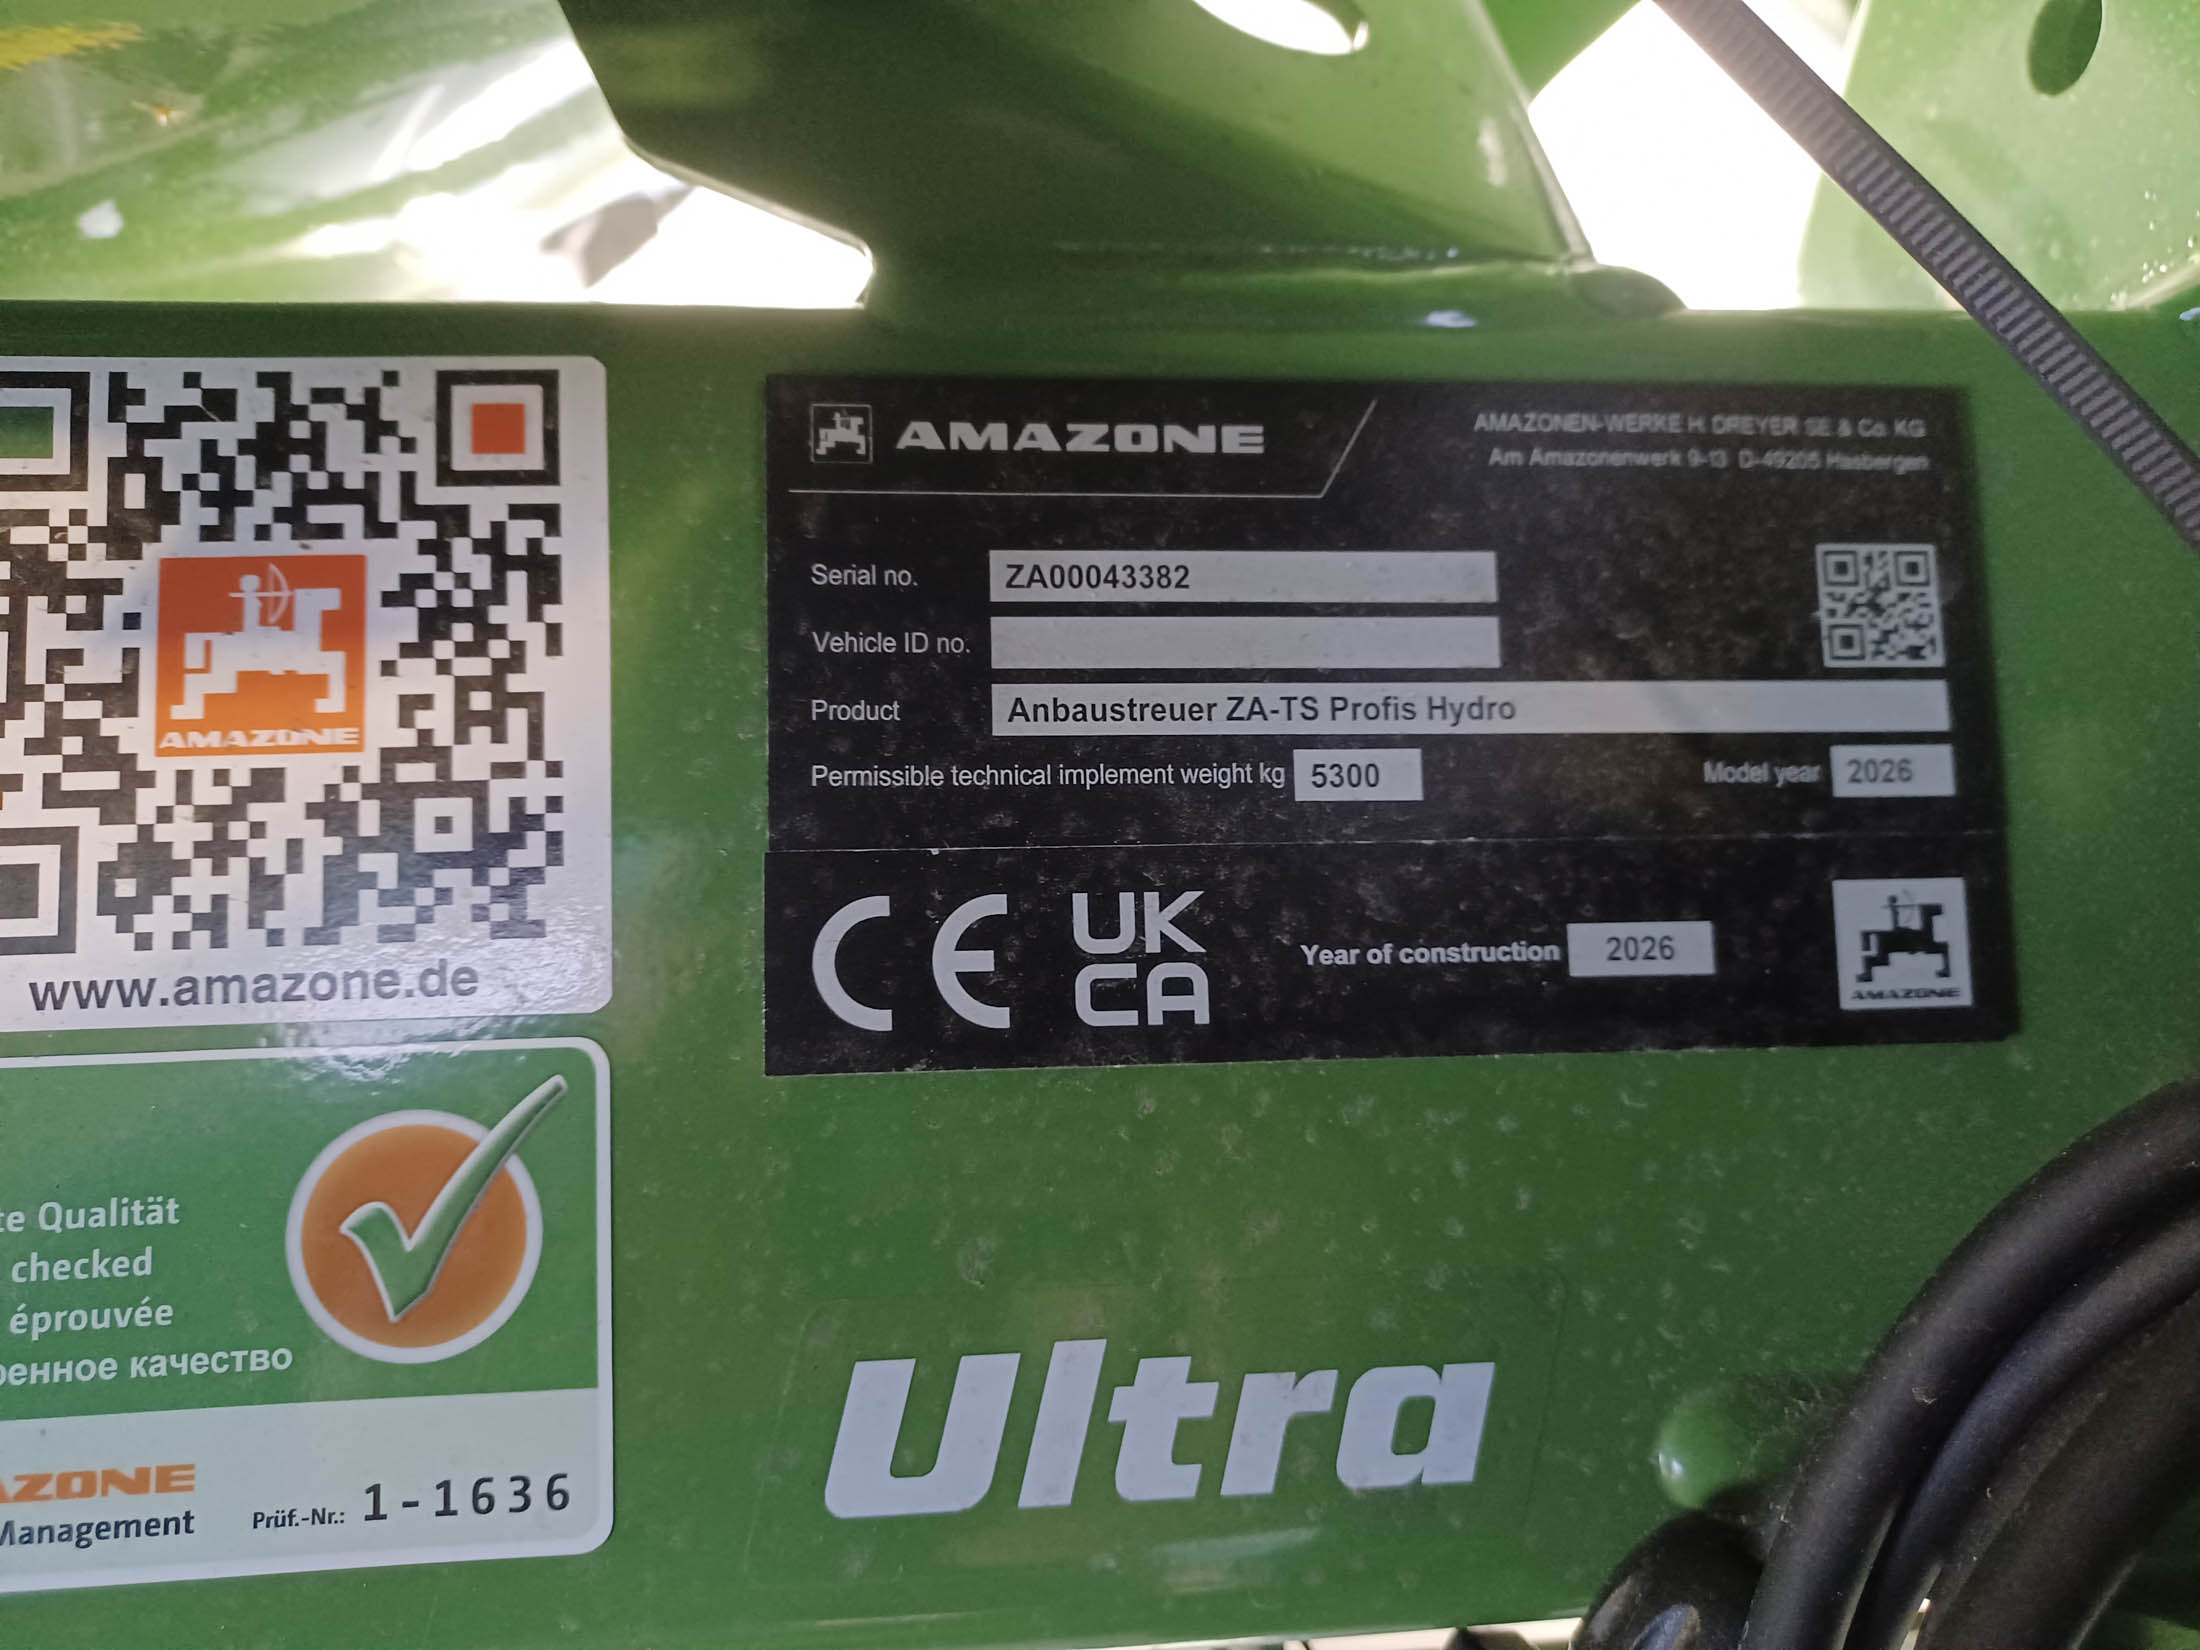 AMAZONE
www.amazone.de
te Qualität
checked
éprouvée
енное качество
AZONE
Management
Prüf.-Nr.: 1-1636
AMAZONE
AMAZONEN-WERKE H. DREYER SE & Co. KG
Am Amazonenwerk 9-13 D-49205 Hasbergen
Serial no. ZA00043382
Vehicle ID no.
Product Anbaustreuer ZA-TS Profis Hydro
Permissible technical implement weight kg 5300 Model year 2026
CE UK CA Year of construction 2026
AMAZONE
Ultra